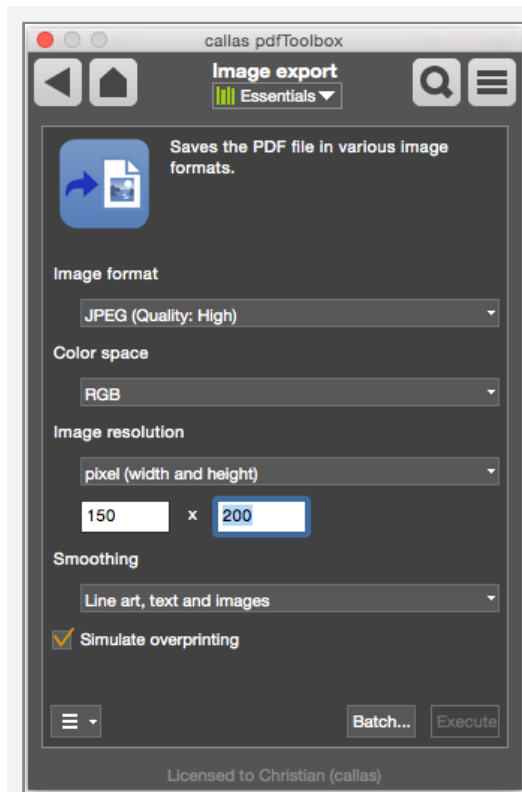 callas pdfToolbox
Image export
Essentials
Saves the PDF file in various image
formats.
Image format
JPEG (Quality: High)
Color space
RGB
Image resolution
pixel (width and height)
150 x 200
Smoothing
Line art, text and images
Simulate overprinting
Batch... Execute
Licensed to Christian (callas)